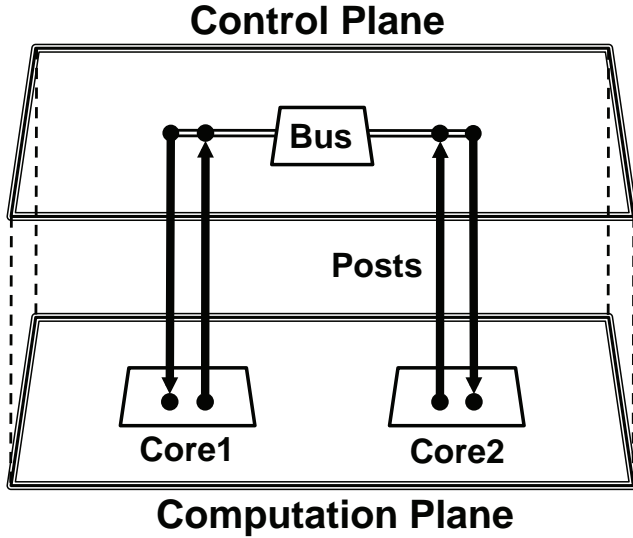 Control Plane
Bus
Posts
Core1
Core2
Computation Plane